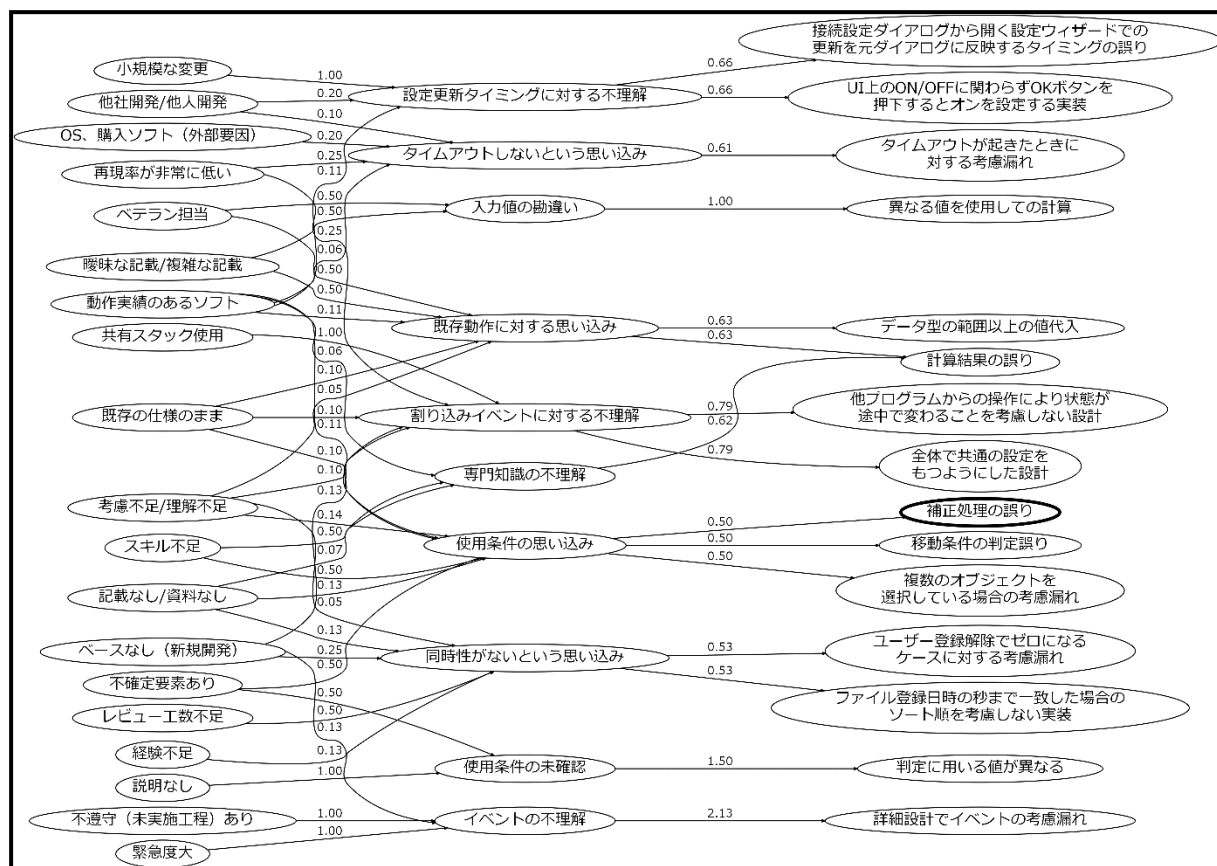 小規模な変更
他社開発/他人開発
OS、購入ソフト（外部要因）
再現率が非常に低い
ベテラン担当
曖昧な記載/複雑な記載
動作実績のあるソフト
共有スタック使用
既存の仕様のまま
考慮不足/理解不足
スキル不足
記載なし/資料なし
ベースなし（新規開発）
不確定要素あり
レビュー工数不足
経験不足
説明なし
不遵守（未実施工程）あり
緊急度大
1.00
0.20
0.10
0.20
0.25
0.11
0.50
0.50
0.25
0.06
0.50
0.50
0.11
1.00
0.06
0.10
0.05
0.10
0.11
0.10
0.10
0.13
0.14
0.50
0.07
0.50
0.13
0.05
0.13
0.25
0.50
0.50
0.50
0.13
0.13
1.00
1.00
1.00
設定更新タイミングに対する不理解
タイムアウトしないという思い込み
入力値の勘違い
既存動作に対する思い込み
割り込みイベントに対する不理解
専門知識の不理解
使用条件の思い込み
同時性がないという思い込み
使用条件の未確認
イベントの不理解
0.66
0.66
0.61
1.00
0.63
0.63
0.79
0.62
0.79
0.50
0.50
0.50
0.53
0.53
1.50
2.13
接続設定ダイアログから開く設定ウィザードでの
更新を元ダイアログに反映するタイミングの誤り
UI上のON/OFFに関わらずOKボタンを
押下するとオンを設定する実装
タイムアウトが起きたときに
対する考慮漏れ
異なる値を使用しての計算
データ型の範囲以上の値代入
計算結果の誤り
他プログラムからの操作により状態が
途中で変わることを考慮しない設計
全体で共通の設定を
もつようにした設計
補正処理の誤り
移動条件の判定誤り
複数のオブジェクトを
選択している場合の考慮漏れ
ユーザー登録解除でゼロになる
ケースに対する考慮漏れ
ファイル登録日時の秒まで一致した場合の
ソート順を考慮しない実装
判定に用いる値が異なる
詳細設計でイベントの考慮漏れ